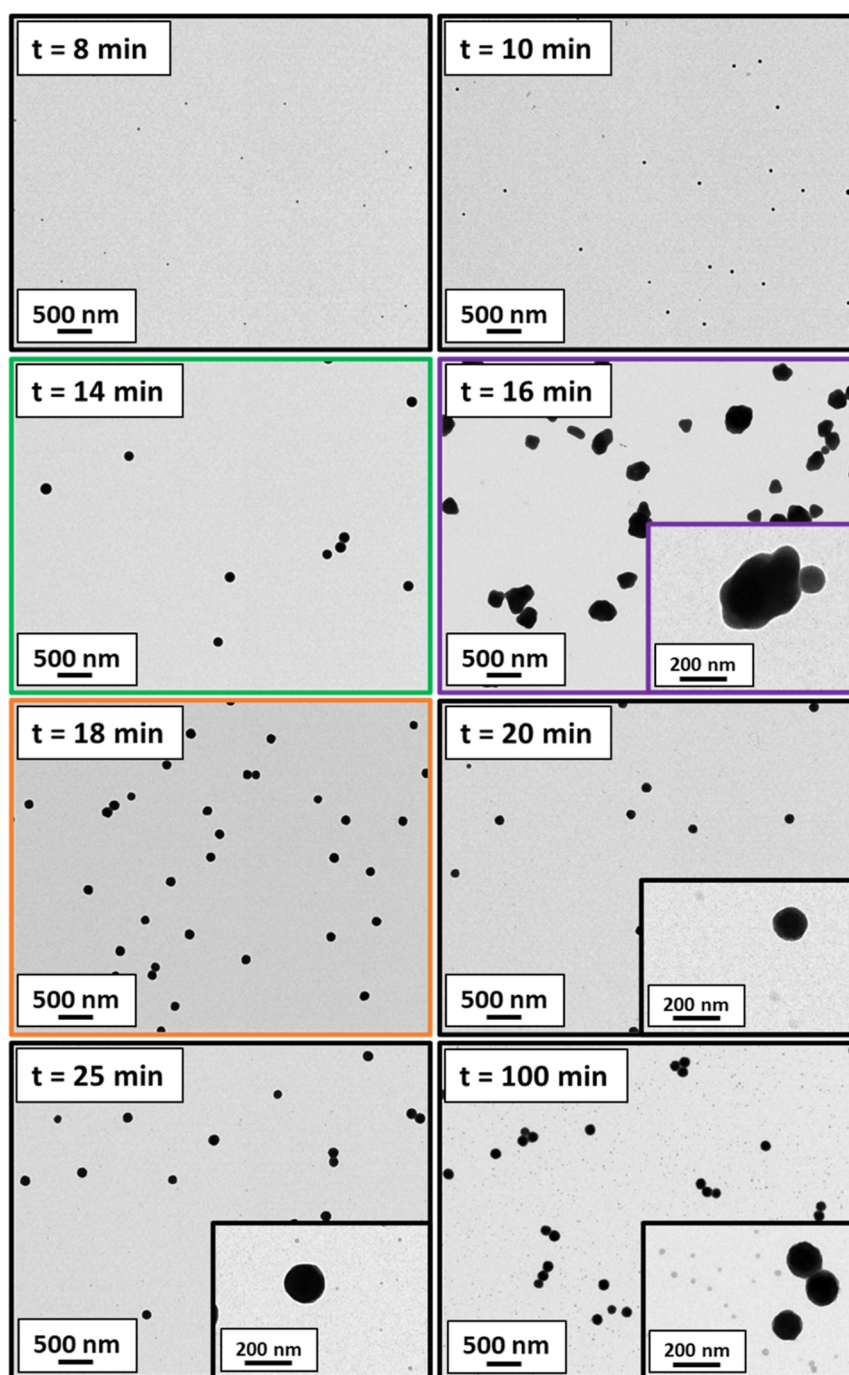 t = 8 min
500 nm
t = 10 min
500 nm
t = 14 min
500 nm
t = 16 min
500 nm
200 nm
t = 18 min
500 nm
t = 20 min
500 nm
200 nm
t = 25 min
500 nm
200 nm
t = 100 min
500 nm
200 nm